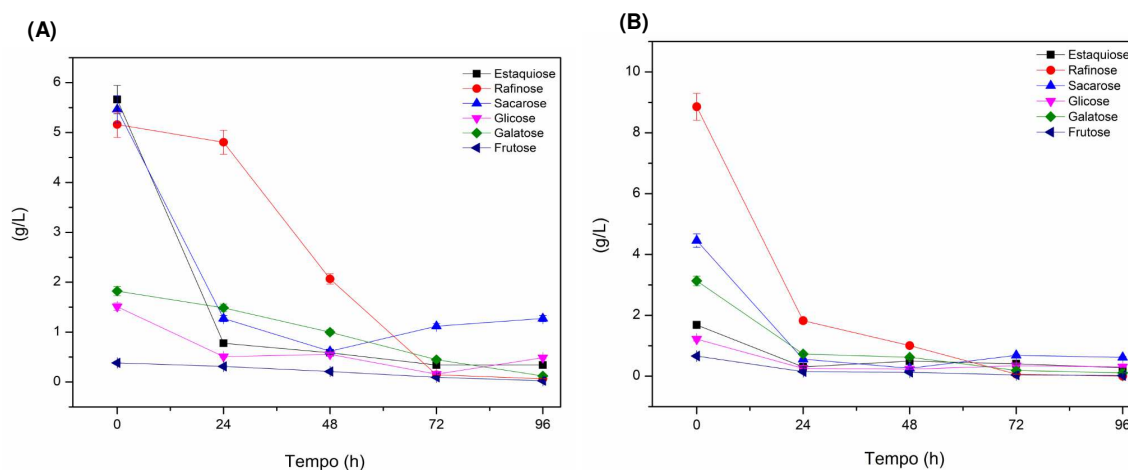 (A)
Estaquiose
Rafinose
Sacarose
Glicose
Galatose
Frutose
6
5
4
3
2
1
0
(g/L)
0 24 48 72 96
Tempo (h)
(B)
Estaquiose
Rafinose
Sacarose
Glicose
Galatose
Frutose
10
8
6
4
2
0
(g/L)
0 24 48 72 96
Tempo (h)